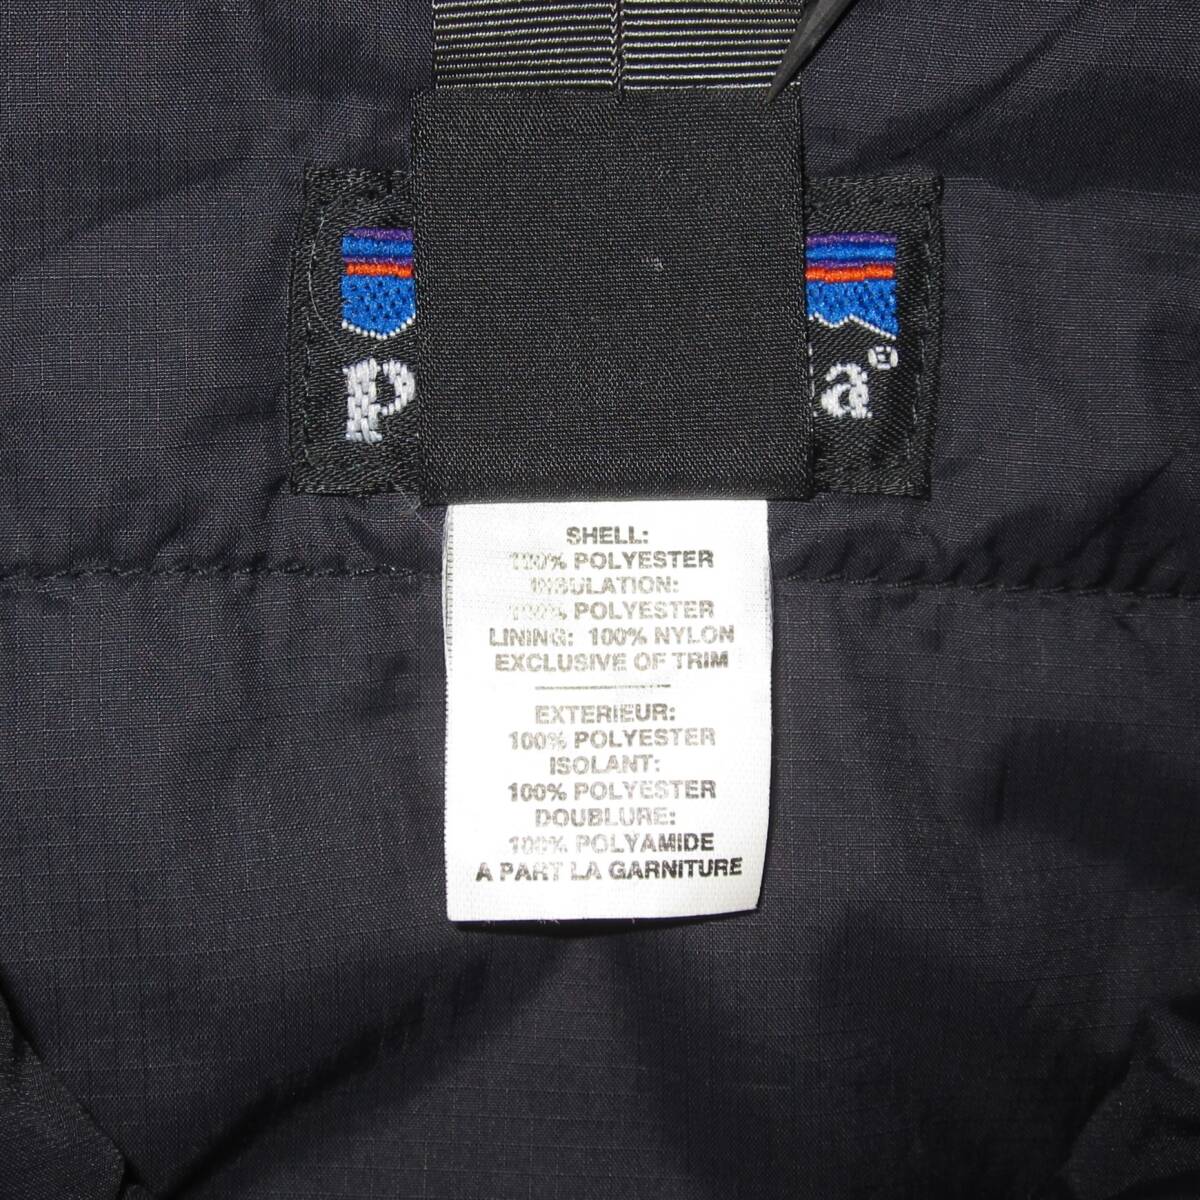 p a®
SHELL:
100% POLYESTER
INSULATION:
100% POLYESTER
LINING: 100% NYLON
EXCLUSIVE OF TRIM
EXTERIEUR:
100% POLYESTER
ISOLANT:
100% POLYESTER
DOUBLURE:
100% POLYAMIDE
A PART LA GARNITURE